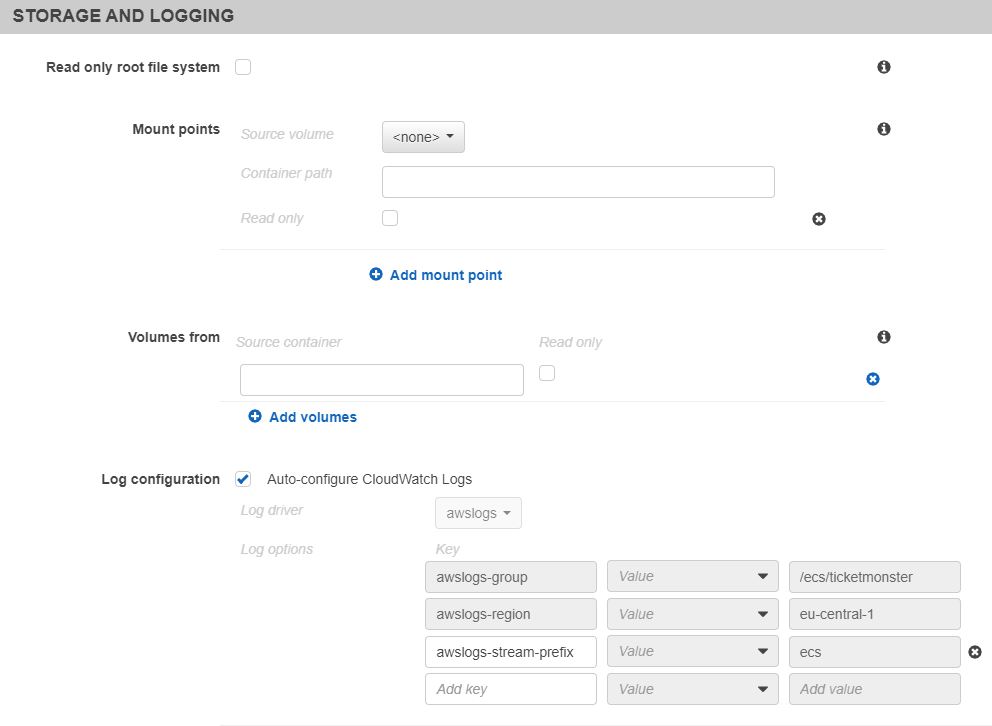 STORAGE AND LOGGING
Read only root file system
Mount points
Source volume
<none>
Container path
Read only
Add mount point
Volumes from
Source container
Read only
Add volumes
Log configuration
Auto-configure CloudWatch Logs
Log driver
awslogs
Log options
Key
awslogs-group
Value
/ecs/ticketmonster
awslogs-region
Value
eu-central-1
awslogs-stream-prefix
Value
ecs
Add key
Value
Add value